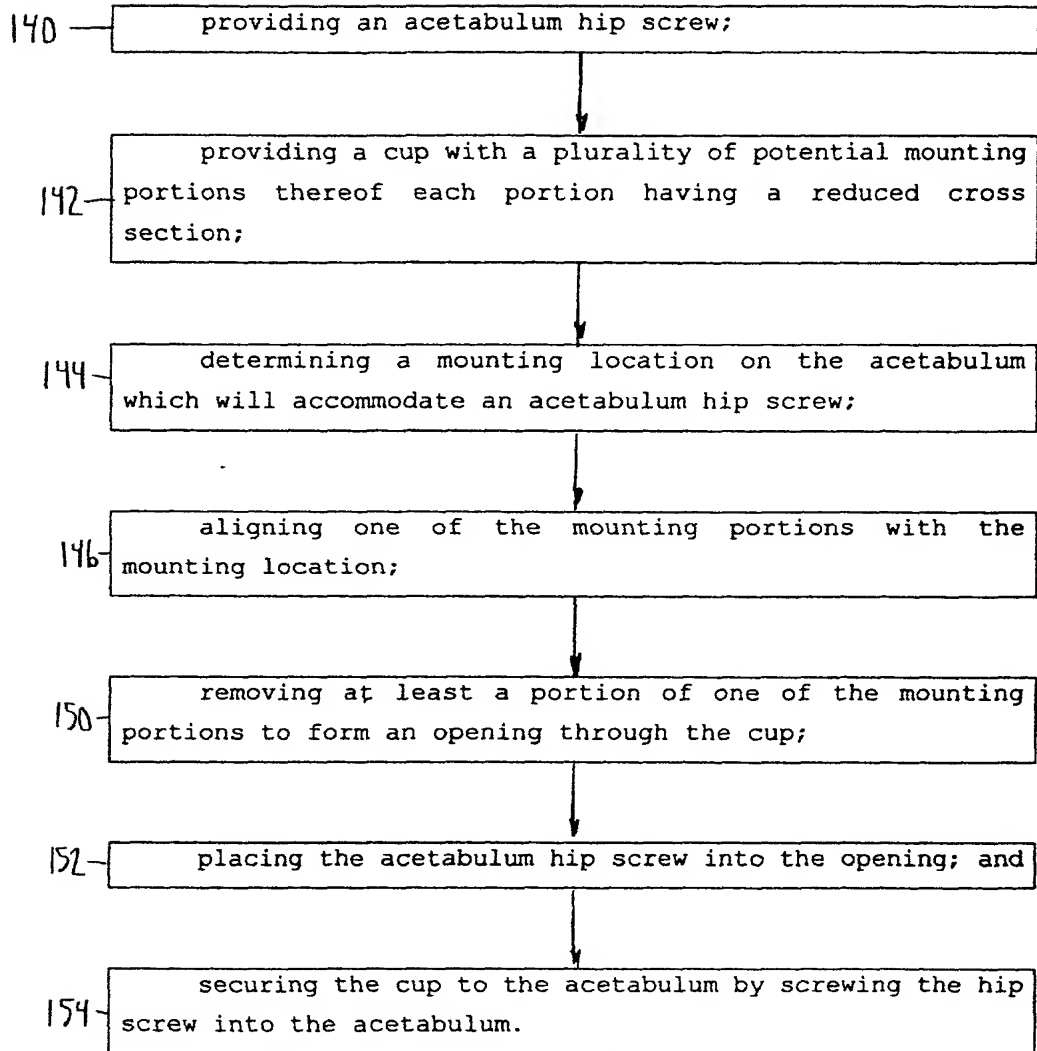 140 providing an acetabulum hip screw;
providing a cup with a plurality of potential mounting
142 portions thereof each portion having a reduced cross
section;
144 determining a mounting location on the acetabulum
which will accommodate an acetabulum hip screw;
aligning one of the mounting portions with the
146 mounting location;
removing at least a portion of one of the mounting
150 portions to form an opening through the cup;
152 placing the acetabulum hip screw into the opening; and
securing the cup to the acetabulum by screwing the hip
154 screw into the acetabulum.